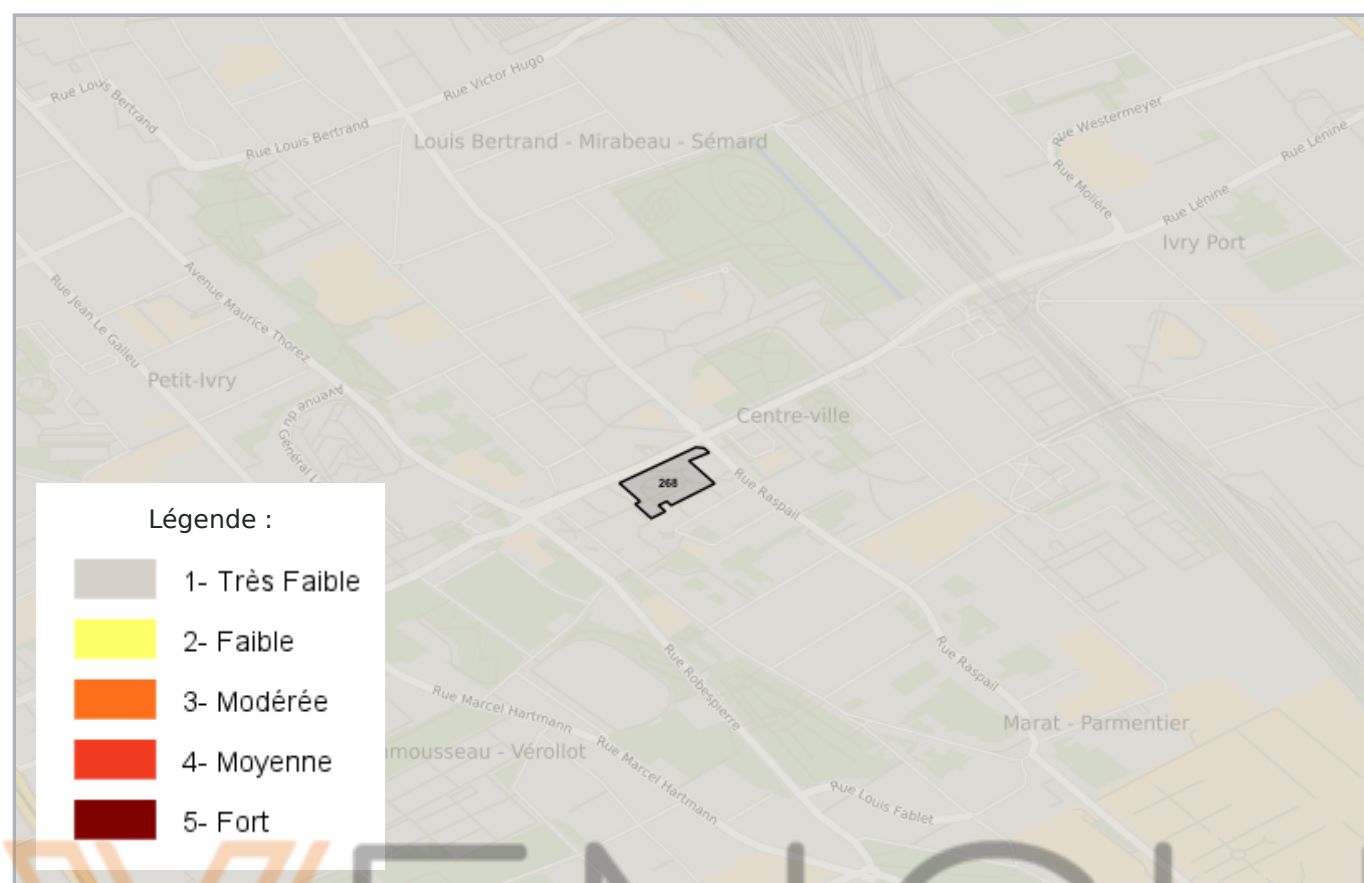 Rue Victor Hugo
Rue Louis Bertrand
Rue Louis Bertrand
Louis Bertrand - Mirabeau - Sémard
Rue Westermeyer
Rue Lénine
Rue Molière
Rue Lénine
Ivry Port
Avenue Maurice Thorez
Rue Jean Le Galleu
Petit-Ivry
Avenue du
Général L
Centre-ville
268
Rue Raspail
Légende :
1- Très Faible
2- Faible
3- Modérée
4- Moyenne
5- Fort
Rue Robespierre
Rue Raspail
Rue Marcel Hartmann
Marat - Parmentier
mousseau - Vérollot
Rue Marcel Hartmann
Rue Louis Fablet